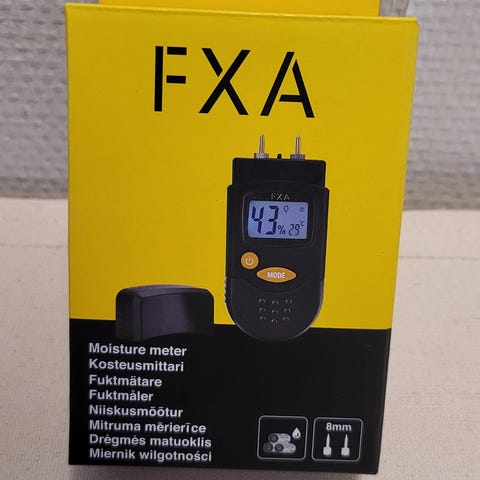 FXA
FXA
43% 29°C
MODE
Moisture meter
Kosteusmittari
Fuktmätare
Fuktmåler
Niiskusmõõtur
Mitruma mērierīce
Drėgmės matuoklis
Miernik wilgotności
8mm